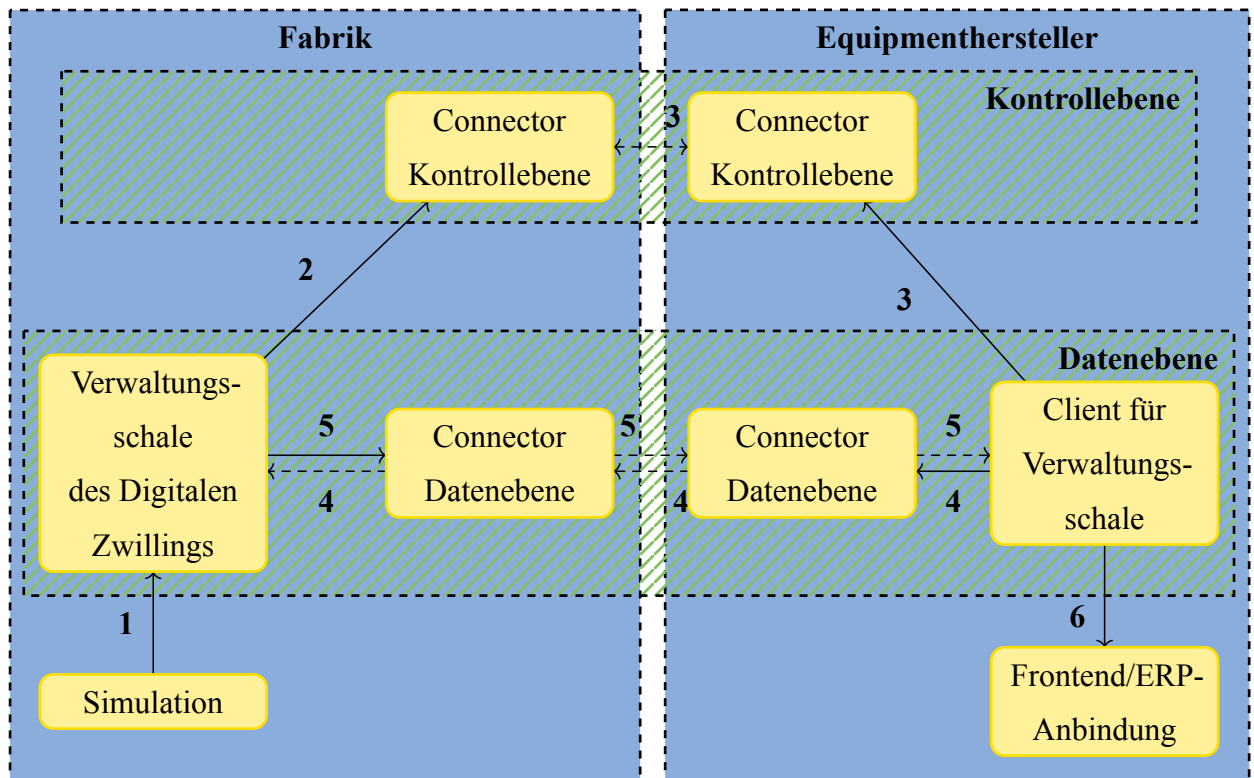 Fabrik
Equipmenthersteller
Kontrollebene
Connector
Kontrollebene
3
Connector
Kontrollebene
2
3
Datenebene
Verwaltungs-
schale
des Digitalen
Zwillings
5
4
Connector
Datenebene
5
4
Connector
Datenebene
5
4
Client für
Verwaltungs-
schale
1
6
Simulation
Frontend/ERP-
Anbindung